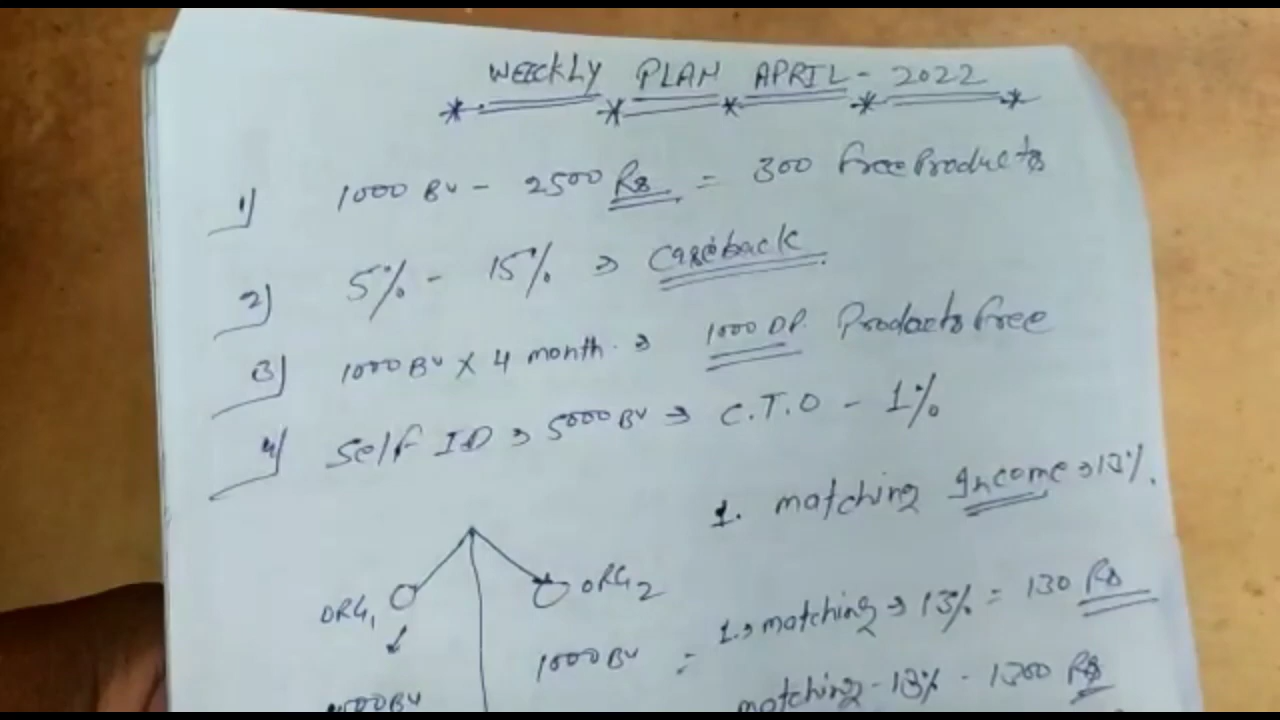 WEECKLY PLAN APRIL - 2022
1) 1000 BV - 2500 Rs = 300 Free Products
2) 5% - 15% ⇒ Caseback
3) 1000 BV X 4 month ⇒ 1000 DP. Products Free
4) Self ID ⇒ 5000 BV ⇒ C.T.O - 1%
1. matching Income ⇒ 13%.
ORG1 ORG2
1. ⇒ matching ⇒ 13% = 130 Rs
1000 BV =
matching - 13% - 1300 Rs